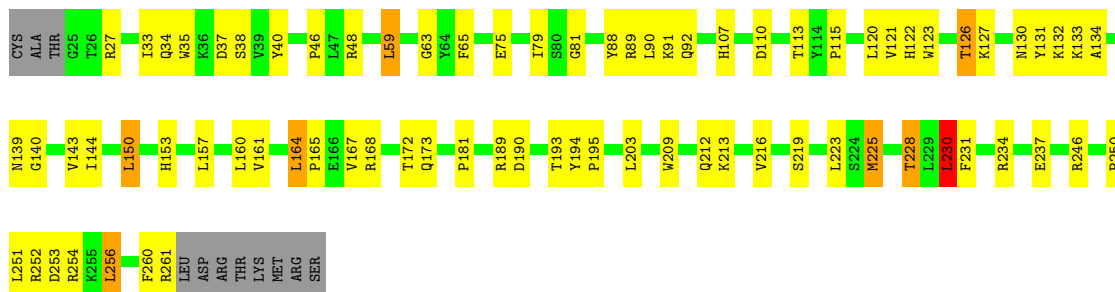 CYS ALA THR G25 T26 R27 I33 Q34 W35 K36 D37 S38 V39 Y40 P46 L47 R48 L59 G63 Y64 F65 E75 I79 S80 G81 Y88 R89 L90 K91 Q92 H107 D110 T113 Y114 P115 L120 V121 H122 W123 T126 K127 N130 Y131 K132 K133 A134
N139 G140 V143 I144 L150 H153 L157 L160 V161 L164 P165 E166 V167 R168 T172 Q173 P181 R189 D190 T193 Y194 P195 L203 W209 Q212 K213 V216 S219 L223 S224 M225 T228 L229 L230 F231 R234 E237 R246
L251 R252 D253 R254 K255 L256 F260 R261 LEU ASP ARG THR LYS MET ARG SER